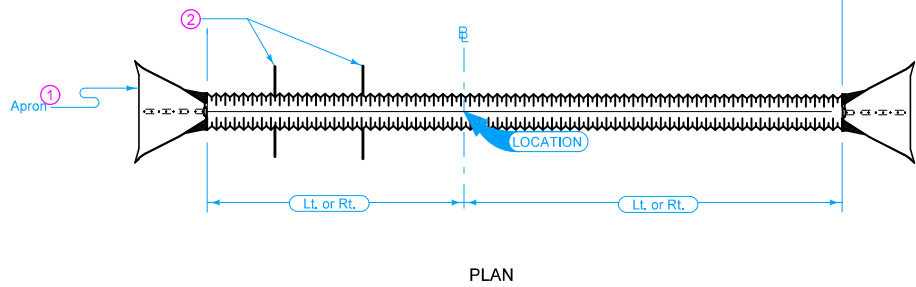 2
B
L
1
Apron
LOCATION
Lt. or Rt.
Lt. or Rt.
PLAN